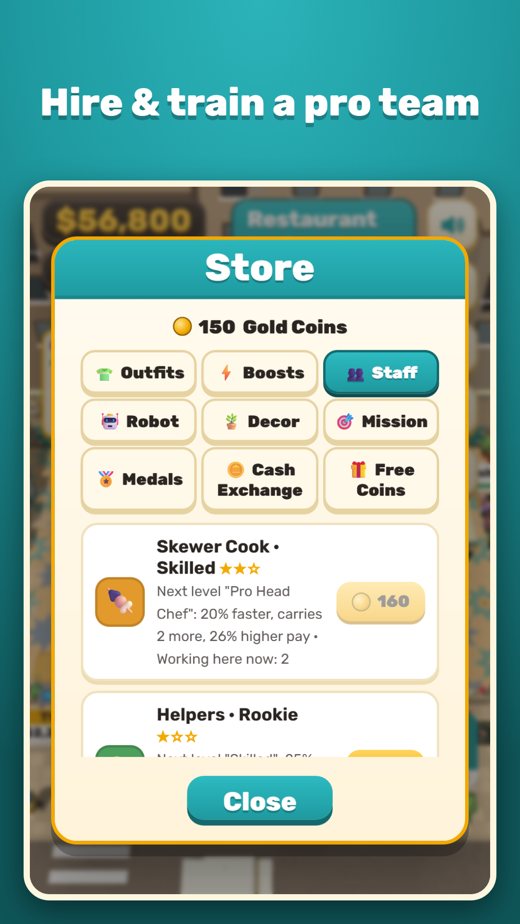 Hire & train a pro team
$56,800
Restaurant
Store
150 Gold Coins
Outfits
Boosts
Staff
Robot
Decor
Mission
Medals
Cash
Exchange
Free
Coins
Skewer Cook •
Skilled ★★☆
Next level "Pro Head
Chef": 20% faster, carries
2 more, 26% higher pay •
Working here now: 2
160
Helpers • Rookie
★☆☆
Close